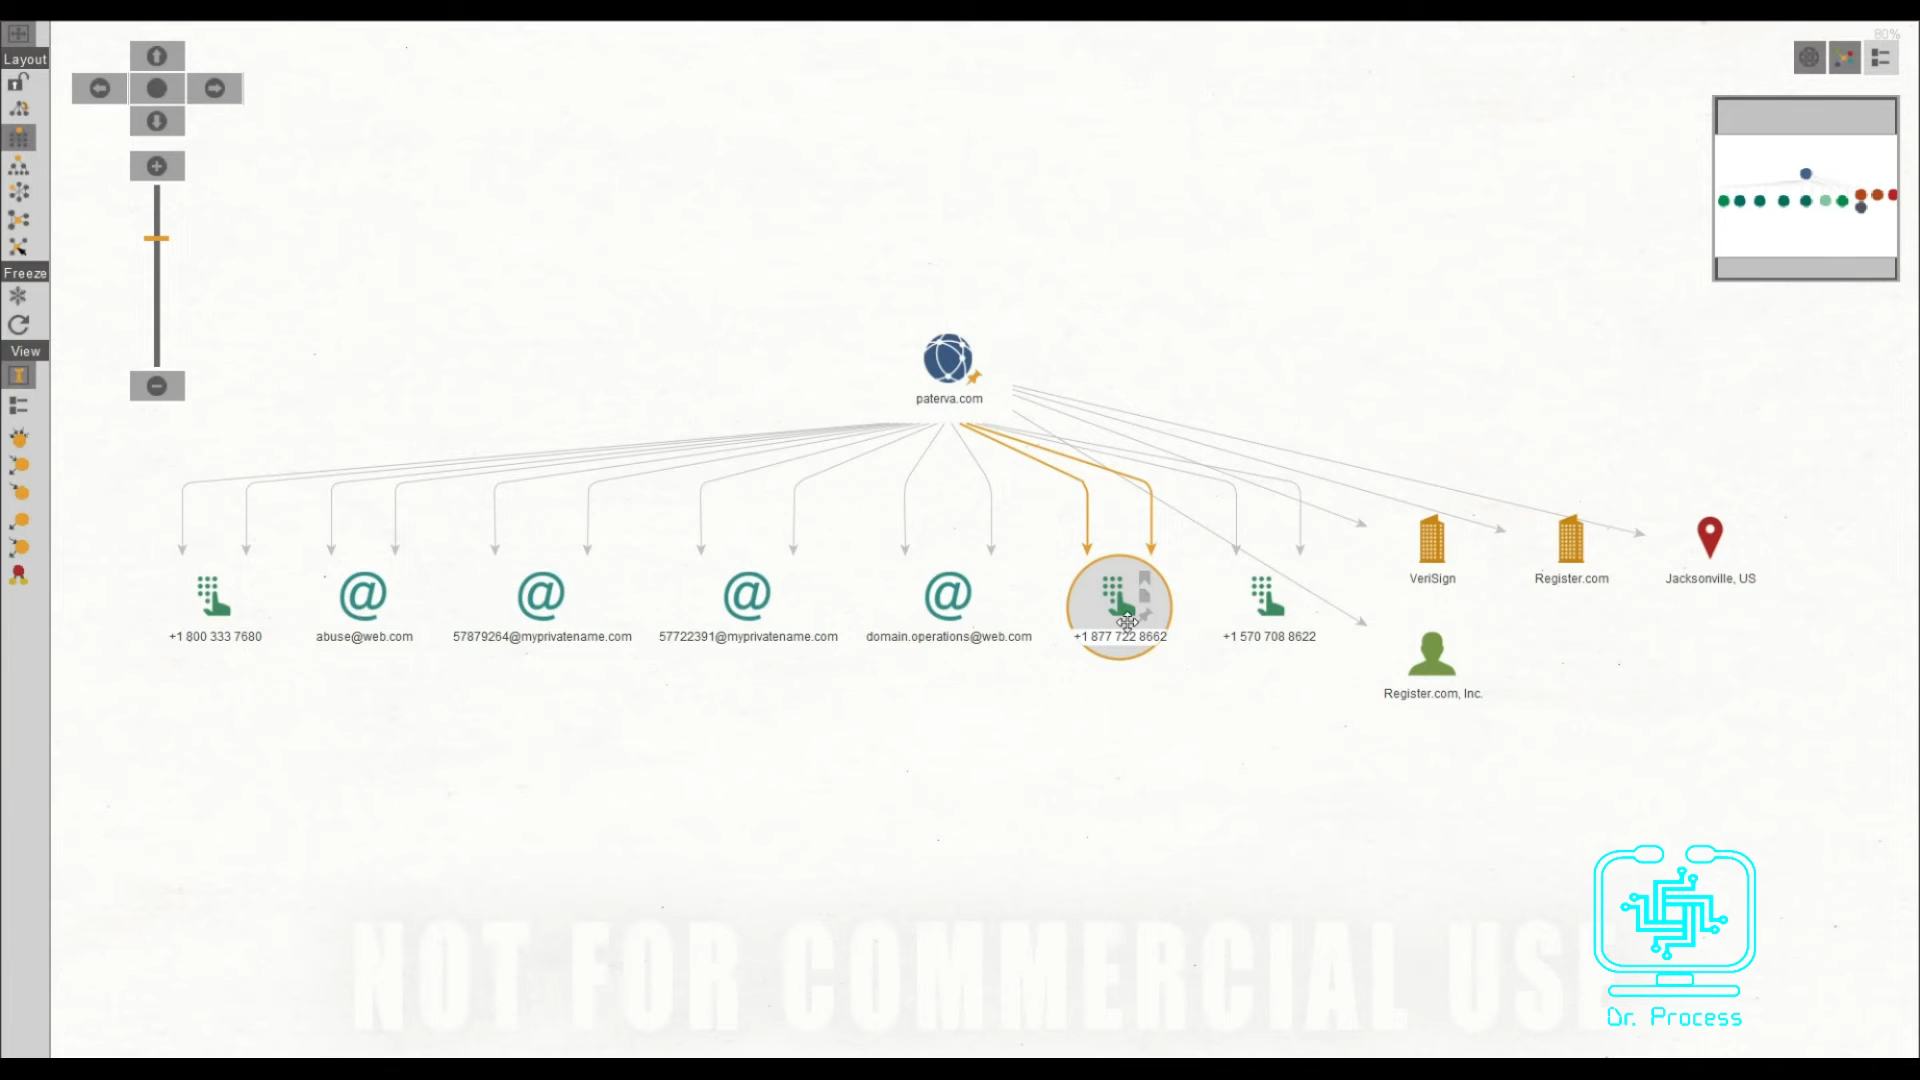 80%
Layout
Freeze
View
paterva.com
VeriSign
Register.com
Jacksonville, US
+1 800 333 7680
abuse@web.com
57879264@myprivatename.com
57722391@myprivatename.com
domain.operations@web.com
+1 877 722 8662
+1 570 708 8622
Register.com, Inc.
NOT FOR COMMERCIAL USE
Dr. Process